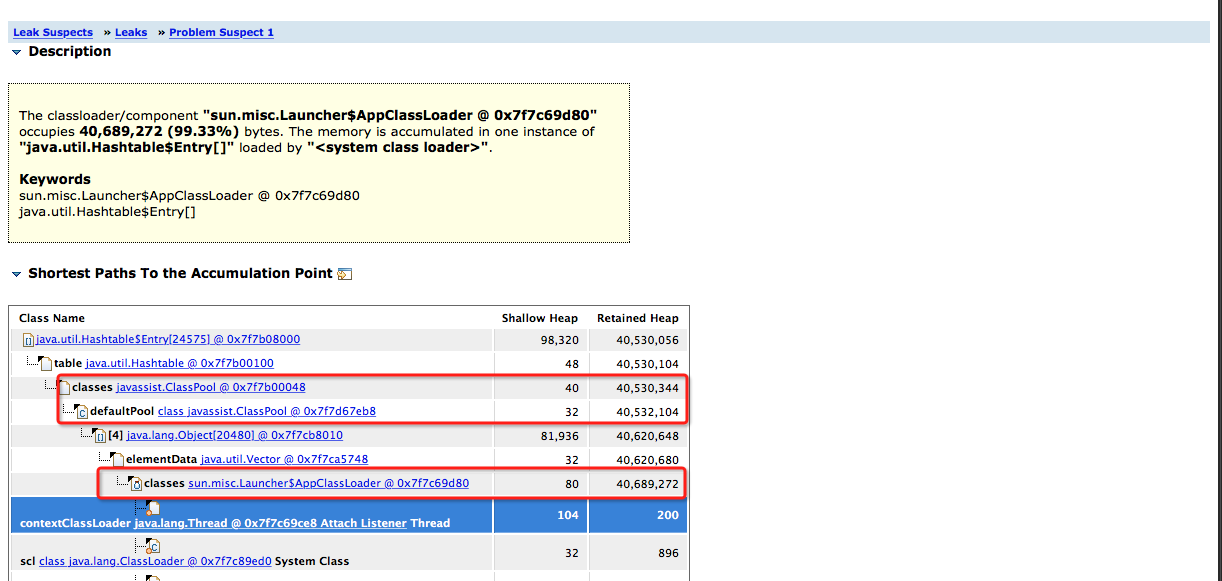 Leak Suspects » Leaks » Problem Suspect 1
Description
The classloader/component "sun.misc.Launcher$AppClassLoader @ 0x7f7c69d80"
occupies 40,689,272 (99.33%) bytes. The memory is accumulated in one instance of
"java.util.Hashtable$Entry[]" loaded by "<system class loader>".
Keywords
sun.misc.Launcher$AppClassLoader @ 0x7f7c69d80
java.util.Hashtable$Entry[]
Shortest Paths To the Accumulation Point
Class Name Shallow Heap Retained Heap
java.util.Hashtable$Entry[24575] @ 0x7f7b08000 98,320 40,530,056
table java.util.Hashtable @ 0x7f7b00100 48 40,530,104
classes javassist.ClassPool @ 0x7f7b00048 40 40,530,344
defaultPool class javassist.ClassPool @ 0x7f7d67eb8 32 40,532,104
[4] java.lang.Object[20480] @ 0x7f7cb8010 81,936 40,620,648
elementData java.util.Vector @ 0x7f7ca5748 32 40,620,680
classes sun.misc.Launcher$AppClassLoader @ 0x7f7c69d80 80 40,689,272
contextClassLoader java.lang.Thread @ 0x7f7c69ce8 Attach Listener Thread 104 200
scl class java.lang.ClassLoader @ 0x7f7c89ed0 System Class 32 896